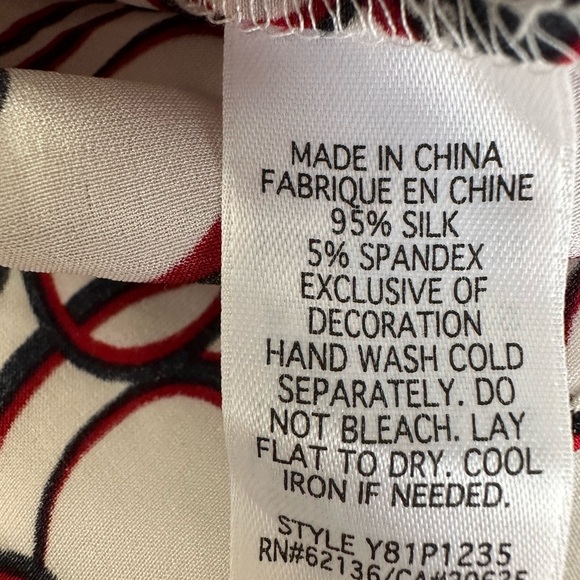 MADE IN CHINA
FABRIQUE EN CHINE
95% SILK
5% SPANDEX
EXCLUSIVE OF
DECORATION
HAND WASH COLD
SEPARATELY. DO
NOT BLEACH. LAY
FLAT TO DRY. COOL
IRON IF NEEDED.
STYLE Y81P1235
RN#62136/CA#